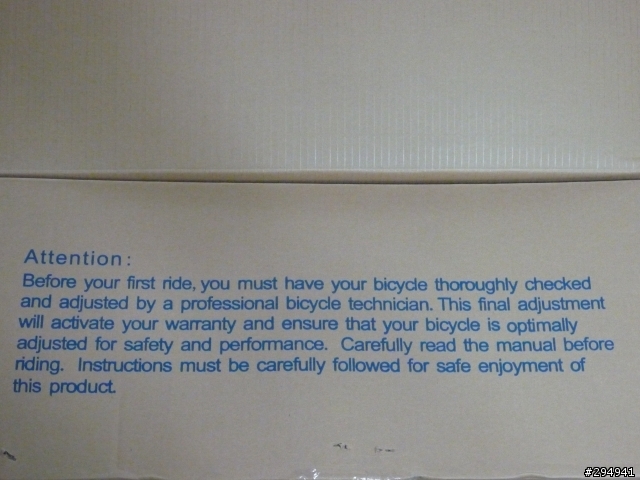 Attention :
Before your first ride, you must have your bicycle thoroughly checked
and adjusted by a professional bicycle technician. This final adjustment
will activate your warranty and ensure that your bicycle is optimally
adjusted for safety and performance. Carefully read the manual before
riding. Instructions must be carefully followed for safe enjoyment of
this product.
#294941